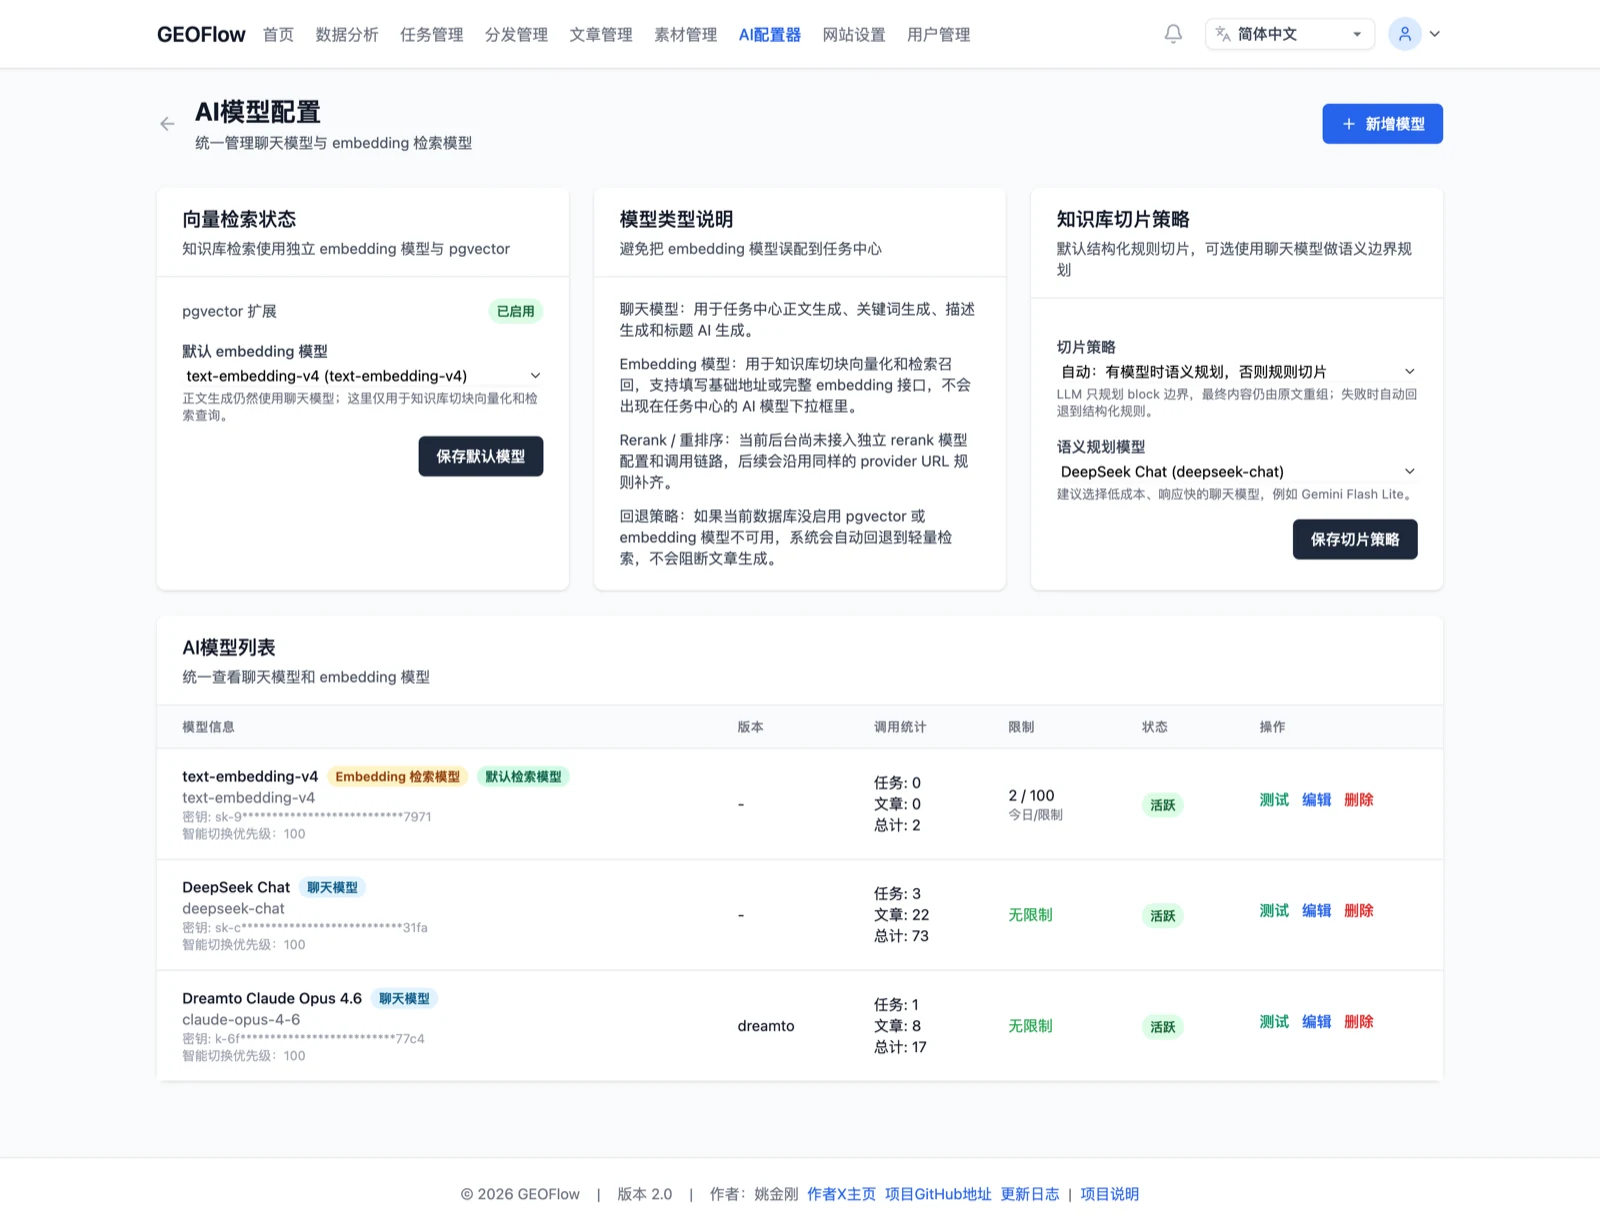 GEOFlow 首页 数据分析 任务管理 分发管理 文章管理 素材管理 AI配置器 网站设置 用户管理 简体中文
AI模型配置
统一管理聊天模型与 embedding 检索模型
+ 新增模型
向量检索状态
知识库检索使用独立 embedding 模型与 pgvector
pgvector 扩展 已启用
默认 embedding 模型
text-embedding-v4 (text-embedding-v4)
正文生成仍然使用聊天模型；这里仅用于知识库切块向量化和检
索查询。
保存默认模型
模型类型说明
避免把 embedding 模型误配到任务中心
聊天模型：用于任务中心正文生成、关键词生成、描述
生成和标题 AI 生成。
Embedding 模型：用于知识库切块向量化和检索召
回，支持填写基础地址或完整 embedding 接口，不会
出现在任务中心的 AI 模型下拉框里。
Rerank / 重排序：当前后台尚未接入独立 rerank 模型
配置和调用链路，后续会沿用同样的 provider URL 规
则补齐。
回退策略：如果当前数据库没启用 pgvector 或
embedding 模型不可用，系统会自动回退到轻量检
索，不会阻断文章生成。
知识库切片策略
默认结构化规则切片，可选使用聊天模型做语义边界规
划
切片策略
自动：有模型时语义规划，否则规则切片
LLM 只规划 block 边界，最终内容仍由原文重组；失败时自动回
退到结构化规则。
语义规划模型
DeepSeek Chat (deepseek-chat)
建议选择低成本、响应快的聊天模型，例如 Gemini Flash Lite。
保存切片策略
AI模型列表
统一查看聊天模型和 embedding 模型
模型信息 版本 调用统计 限制 状态 操作
text-embedding-v4 Embedding 检索模型 默认检索模型
text-embedding-v4
密钥: sk-9***************************7971
智能切换优先级：100
-
任务: 0
文章: 0
总计: 2
2 / 100
今日/限制
活跃
测试 编辑 删除
DeepSeek Chat 聊天模型
deepseek-chat
密钥: sk-c***************************31fa
智能切换优先级：100
-
任务: 3
文章: 22
总计: 73
无限制
活跃
测试 编辑 删除
Dreamto Claude Opus 4.6 聊天模型
claude-opus-4-6
密钥: k-6f**************************77c4
智能切换优先级：100
dreamto
任务: 1
文章: 8
总计: 17
无限制
活跃
测试 编辑 删除
© 2026 GEOFlow | 版本 2.0 | 作者：姚金刚 作者X主页 项目GitHub地址 更新日志 | 项目说明